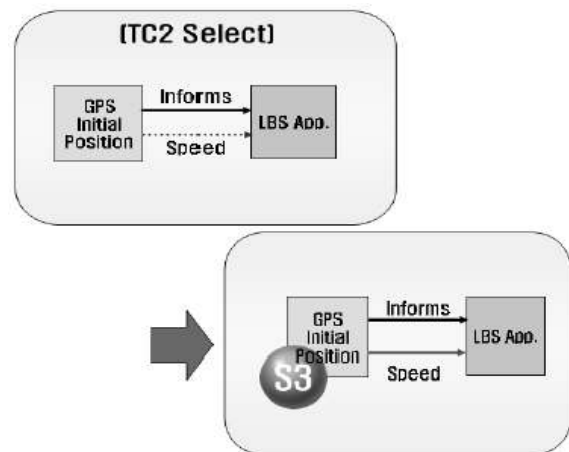 (TC2 Select)
Informs
GPS
Initial
Position
LBS App.
Speed
Informs
GPS
Initial
Position
LBS App.
S3
Speed